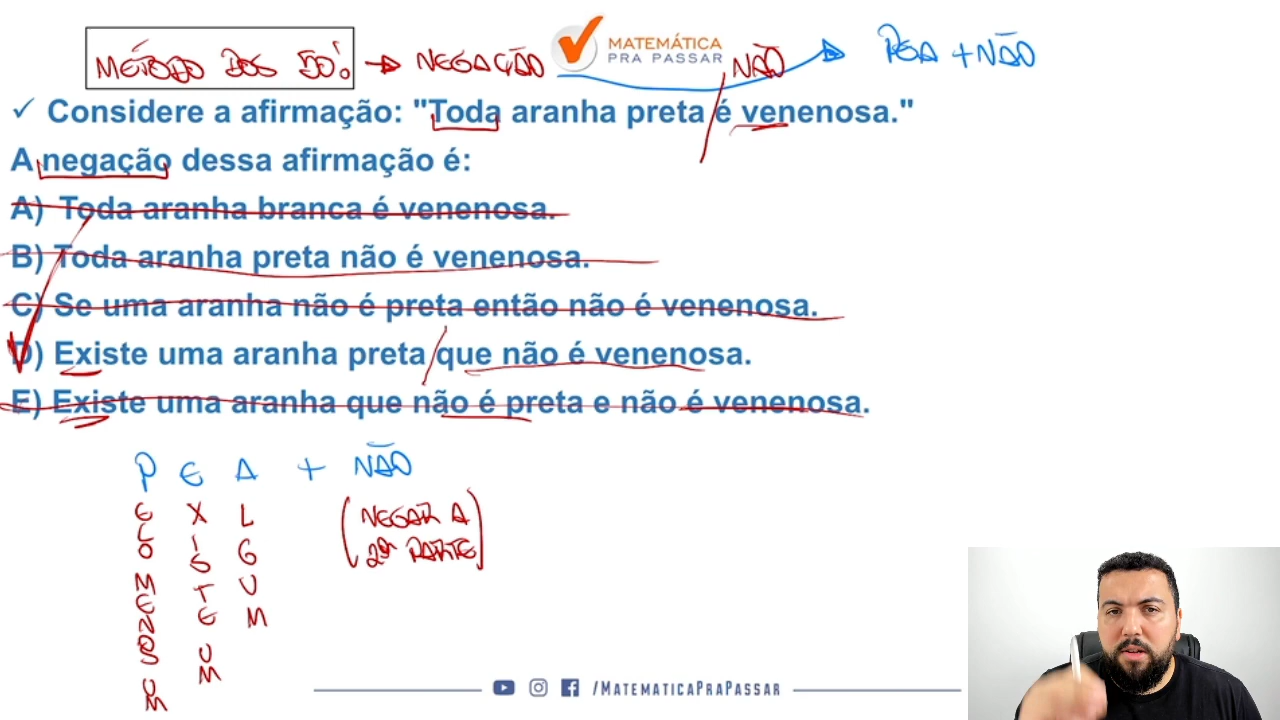 MÉTODO DOS 50! → NEGAÇÃO
MATEMÁTICA
PRA PASSAR
NÃO
PEA + NÃO
✓ Considere a afirmação: "Toda aranha preta é venenosa."
A negação dessa afirmação é:
A) Toda aranha branca é venenosa.
B) Toda aranha preta não é venenosa.
C) Se uma aranha não é preta então não é venenosa.
D) Existe uma aranha preta que não é venenosa.
E) Existe uma aranha que não é preta e não é venenosa.
P E A + NÃO
PELO MENOS UM
EXISTE UM
ALGUM
(NEGAR A
2ª PARTE)
/MATEMATICAPRAPASSAR